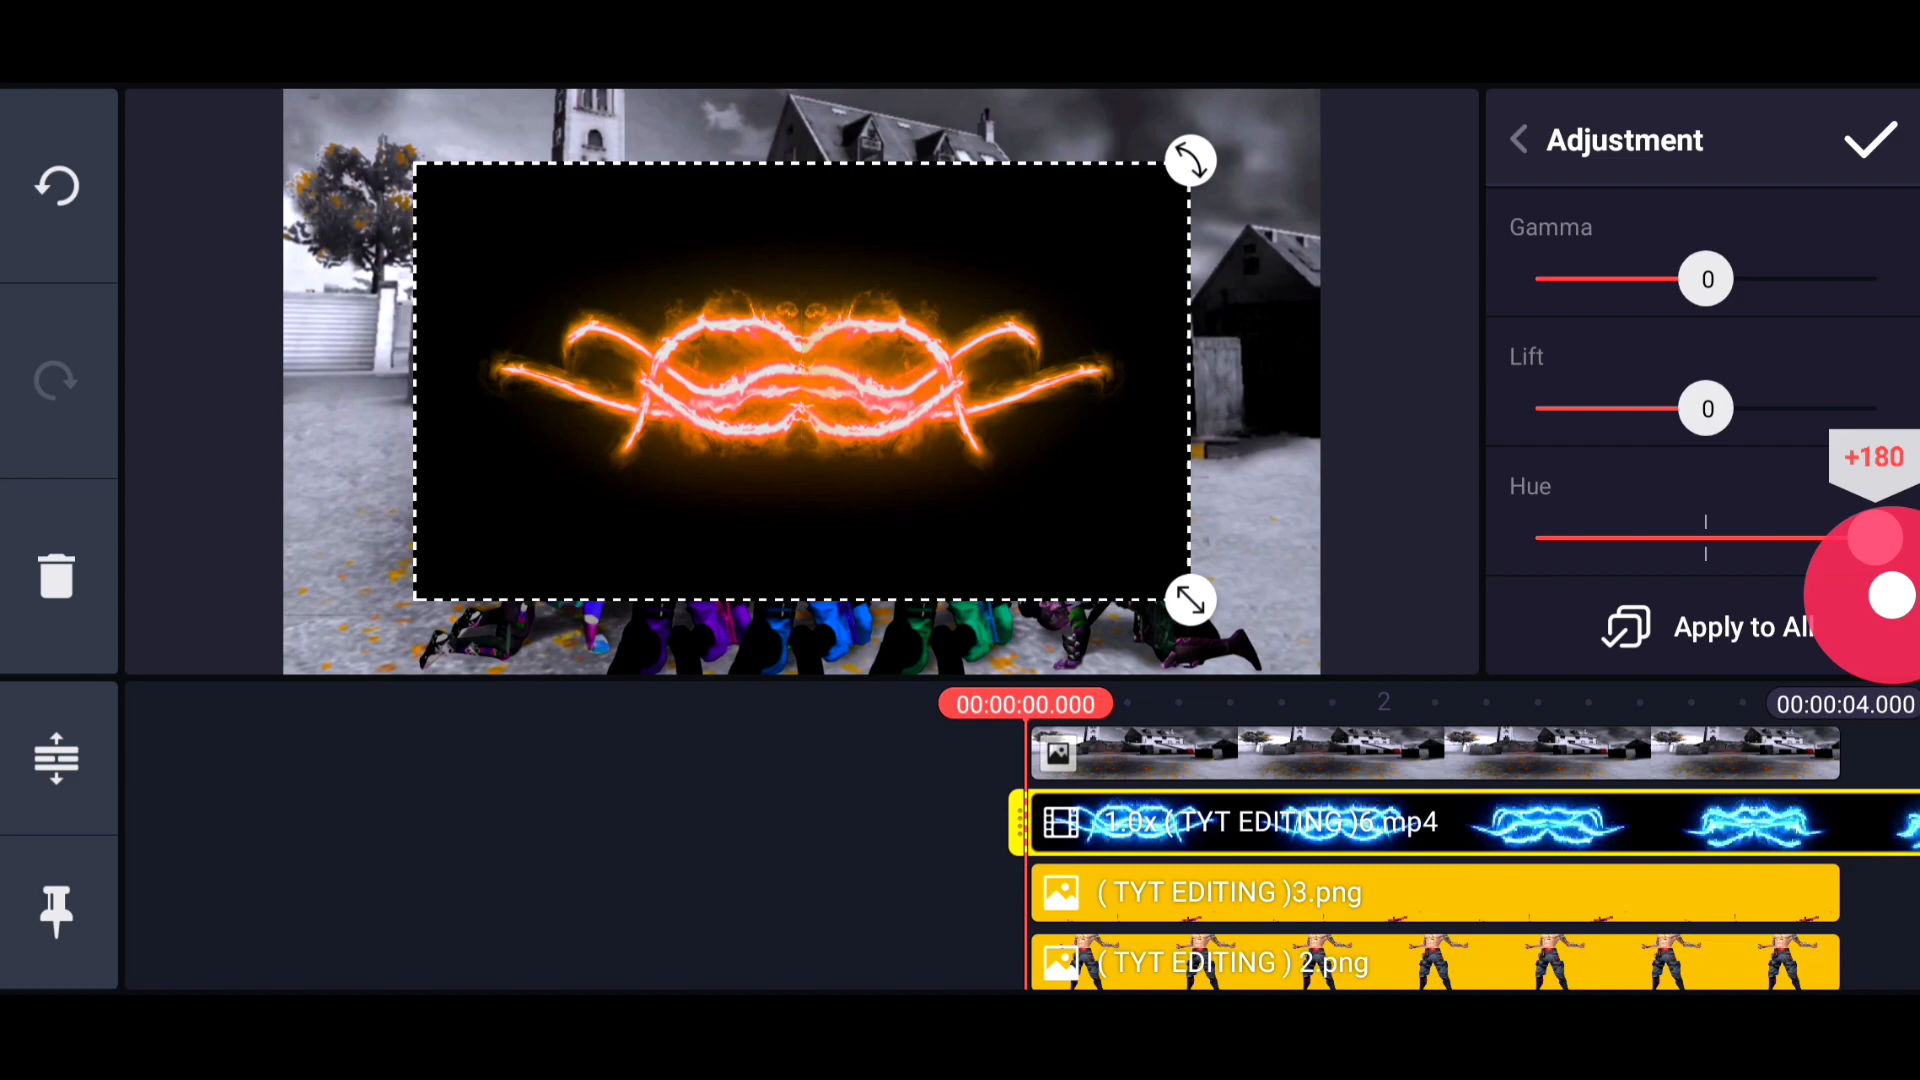 Adjustment
Gamma
0
Lift
0
+180
Hue
Apply to All
00:00:00.000
2
00:00:04.000
1.0x ( TYT EDITING )6.mp4
( TYT EDITING )3.png
( TYT EDITING ) 2.png